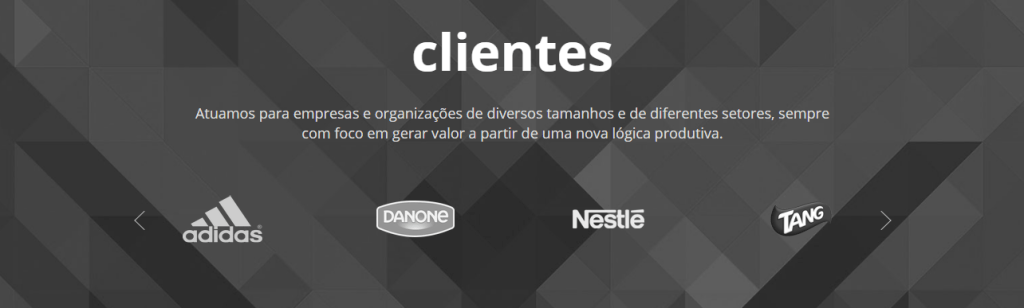 clientes
Atuamos para empresas e organizações de diversos tamanhos e de diferentes setores, sempre
com foco em gerar valor a partir de uma nova lógica produtiva.
adidas DANONE Nestlé TANG